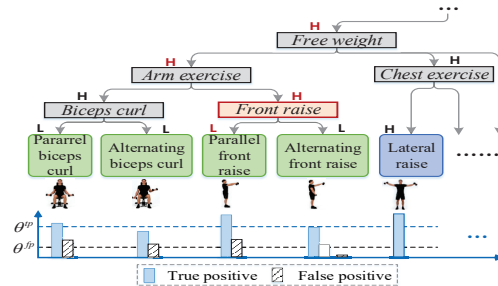 ...
H
Free weight
H
H
Arm exercise
Chest exercise
H
H
Biceps curl
Front raise
L
L
L
L
H
Pararrel
biceps
curl
Alternating
biceps curl
Parallel
front
raise
Alternating
front raise
Lateral
raise
......
θᵗᵖ
θᶠᵖ
...
True positive
False positive